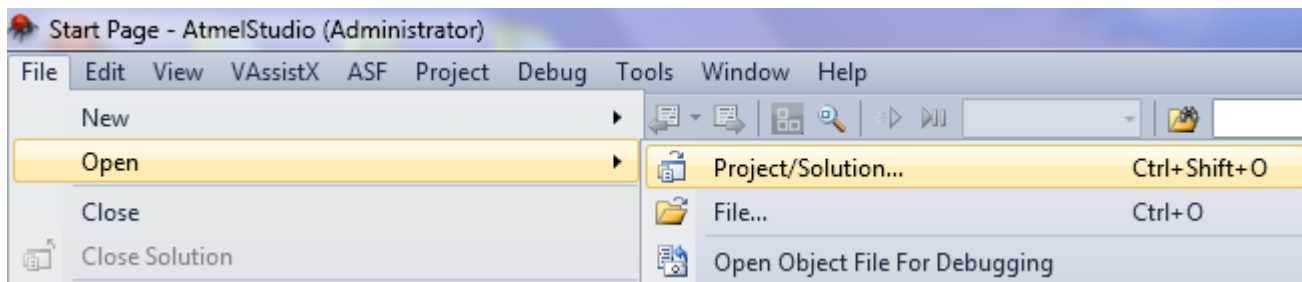 Start Page - AtmelStudio (Administrator)
File Edit View VAssistX ASF Project Debug Tools Window Help
New
Open
Project/Solution... Ctrl+Shift+O
Close
File... Ctrl+O
Close Solution
Open Object File For Debugging